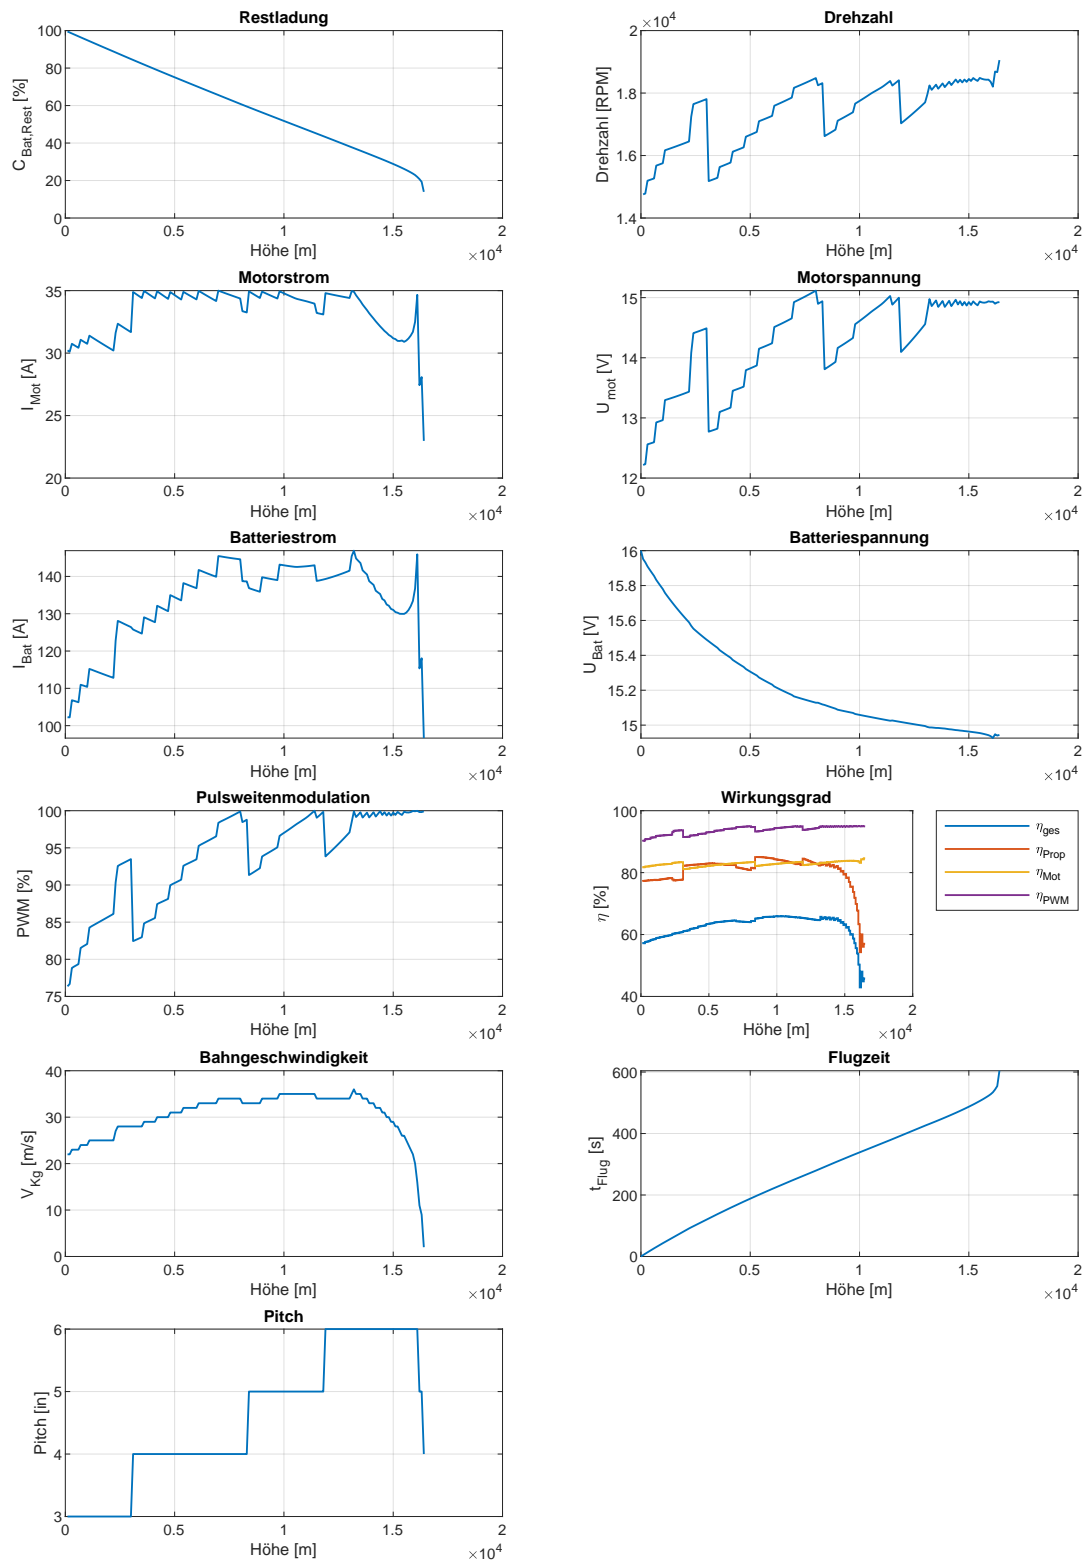 Restladung
C_Bat,Rest [%]
100
80
60
40
20
0
0 0.5 1 1.5 2
×10^4
Höhe [m]
Drehzahl
Drehzahl [RPM]
×10^4
2
1.8
1.6
1.4
0 0.5 1 1.5 2
×10^4
Höhe [m]
Motorstrom
I_Mot [A]
35
30
25
20
0 0.5 1 1.5 2
×10^4
Höhe [m]
Motorspannung
U_mot [V]
15
14
13
12
0 0.5 1 1.5 2
×10^4
Höhe [m]
Batteriestrom
I_Bat [A]
140
130
120
110
100
0 0.5 1 1.5 2
×10^4
Höhe [m]
Batteriespannung
U_Bat [V]
16
15.8
15.6
15.4
15.2
15
0 0.5 1 1.5 2
×10^4
Höhe [m]
Pulsweitenmodulation
PWM [%]
100
95
90
85
80
75
0 0.5 1 1.5 2
×10^4
Höhe [m]
Wirkungsgrad
η [%]
100
80
60
40
0 0.5 1 1.5 2
×10^4
Höhe [m]
η_ges
η_Prop
η_Mot
η_PWM
Bahngeschwindigkeit
V_Kg [m/s]
40
30
20
10
0
0 0.5 1 1.5 2
×10^4
Höhe [m]
Flugzeit
t_Flug [s]
600
400
200
0
0 0.5 1 1.5 2
×10^4
Höhe [m]
Pitch
Pitch [in]
6
5
4
3
0 0.5 1 1.5 2
×10^4
Höhe [m]